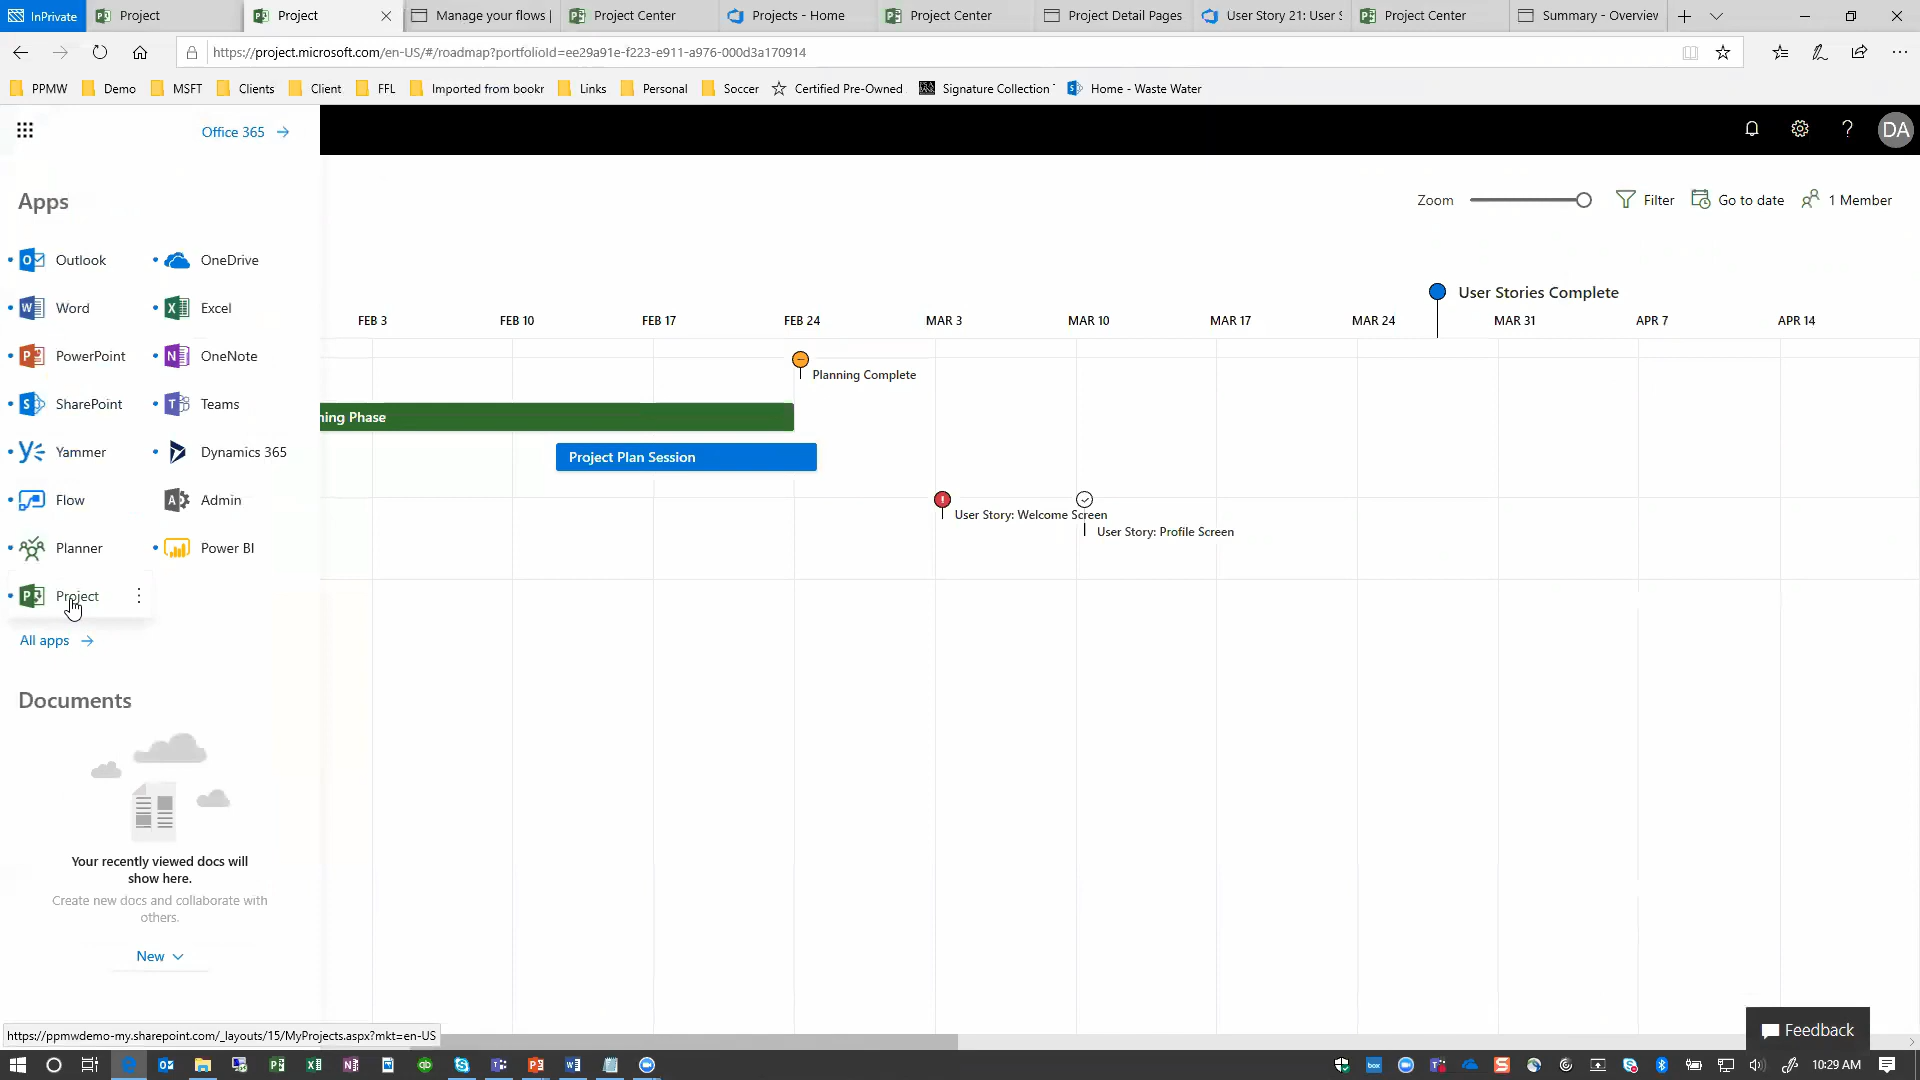 InPrivate
Project
Project
Manage your flows |
Project Center
Projects - Home
Project Center
Project Detail Pages
User Story 21: User S
Project Center
Summary - Overview
https://project.microsoft.com/en-US/#/roadmap?portfolioId=ee29a91e-f223-e911-a976-000d3a170914
PPMW
Demo
MSFT
Clients
Client
FFL
Imported from bookr
Links
Personal
Soccer
Certified Pre-Owned
Signature Collection
Home - Waste Water
Office 365
DA
Apps
Zoom
Filter
Go to date
1 Member
Outlook
OneDrive
Word
Excel
PowerPoint
OneNote
SharePoint
Teams
Yammer
Dynamics 365
Flow
Admin
Planner
Power BI
Project
All apps
User Stories Complete
FEB 3
FEB 10
FEB 17
FEB 24
MAR 3
MAR 10
MAR 17
MAR 24
MAR 31
APR 7
APR 14
Planning Complete
ning Phase
Project Plan Session
User Story: Welcome Screen
User Story: Profile Screen
Documents
Your recently viewed docs will
show here.
Create new docs and collaborate with
others.
New
Feedback
https://ppmwdemo-my.sharepoint.com/_layouts/15/MyProjects.aspx?mkt=en-US
10:29 AM